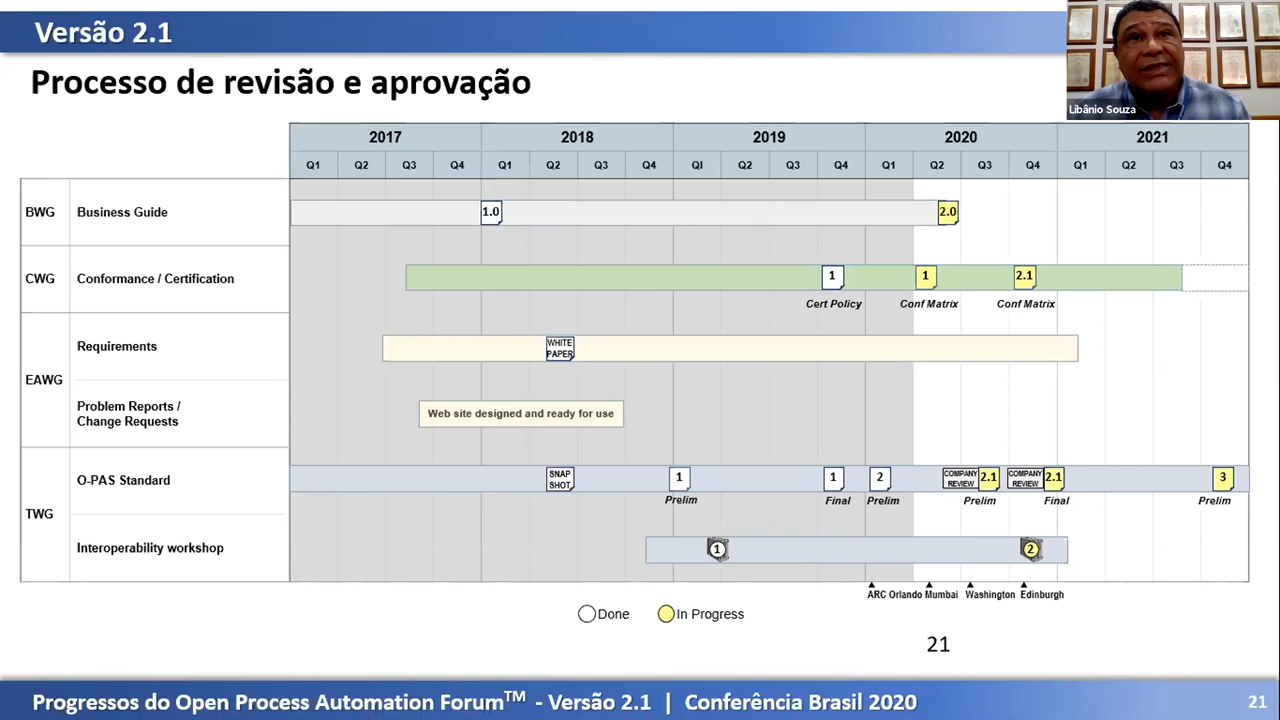 Versão 2.1
Processo de revisão e aprovação
Libânio Souza
2017 2018 2019 2020 2021
Q1 Q2 Q3 Q4 Q1 Q2 Q3 Q4 QI Q2 Q3 Q4 Q1 Q2 Q3 Q4 Q1 Q2 Q3 Q4
BWG Business Guide 1.0 2.0
CWG Conformance / Certification 1 1 2.1
Cert Policy Conf Matrix Conf Matrix
Requirements WHITE
PAPER
EAWG
Problem Reports /
Change Requests
Web site designed and ready for use
O-PAS Standard SNAP
SHOT 1 1 2 COMPANY
REVIEW 2.1 COMPANY
REVIEW 2.1 3
Prelim Final Prelim Prelim Final Prelim
TWG
Interoperability workshop 1 2
ARC Orlando Mumbai Washington Edinburgh
Done In Progress
21
Progressos do Open Process Automation Forum™ - Versão 2.1 | Conferência Brasil 2020
21